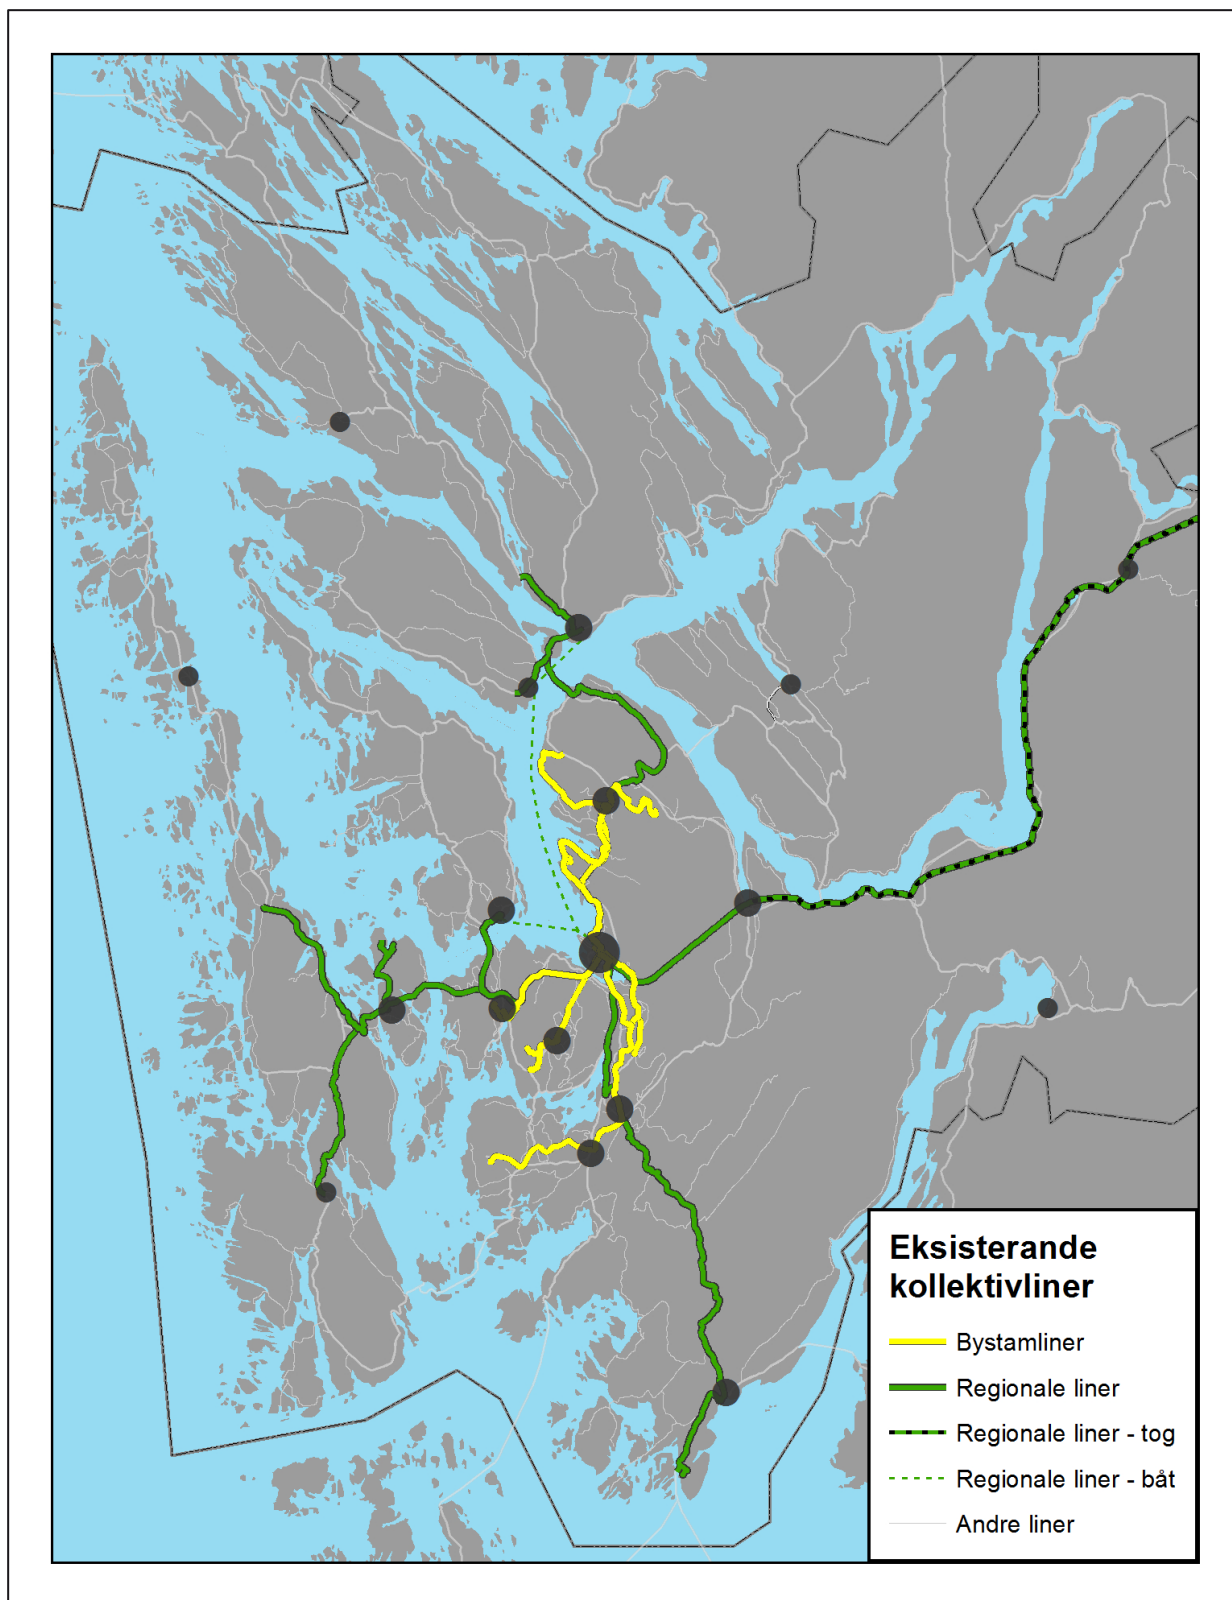 Eksisterande
kollektivliner
Bystamliner
Regionale liner
Regionale liner - tog
Regionale liner - båt
Andre liner